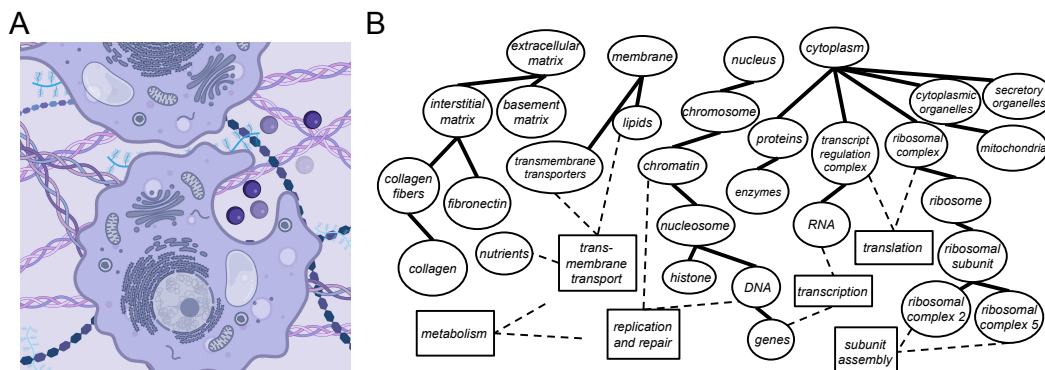 A
B
extracellular
matrix
membrane
nucleus
cytoplasm
interstitial
matrix
basement
matrix
lipids
chromosome
proteins
transcript
regulation
complex
ribosomal
complex
cytoplasmic
organelles
secretory
organelles
mitochondria
collagen
fibers
fibronectin
transmembrane
transporters
chromatin
enzymes
ribosome
collagen
nutrients
trans-
membrane
transport
nucleosome
RNA
translation
ribosomal
subunit
histone
DNA
transcription
metabolism
replication
and repair
genes
subunit
assembly
ribosomal
complex 2
ribosomal
complex 5